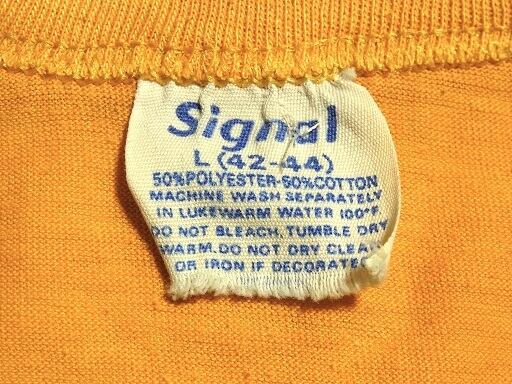 Signal
L (42-44)
50%POLYESTER-50%COTTON
MACHINE WASH SEPARATELY
IN LUKEWARM WATER 100°F
DO NOT BLEACH. TUMBLE DRY
WARM. DO NOT DRY CLEAN
OR IRON IF DECORATED